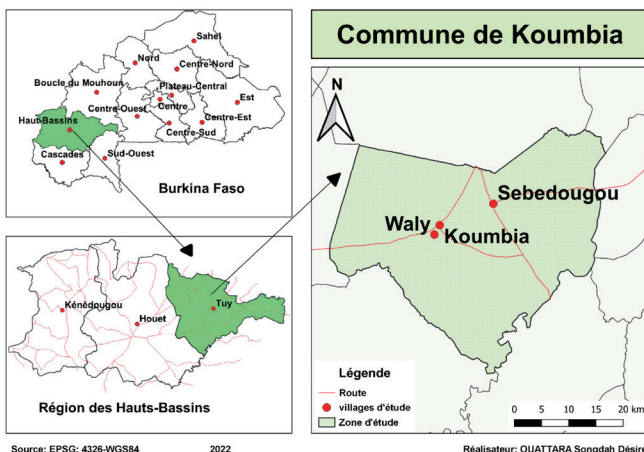 Sahel
Nord
Centre-Nord
Boucle du Mouhoun
Plateau-Central
Est
Centre-Ouest
Centre
Haut-Bassins
Centre-Est
Centre-Sud
Cascades
Sud-Ouest
Burkina Faso
Kénédougou
Houet
Tuy
Région des Hauts-Bassins
Source: EPSG: 4326-WGS84 2022
Commune de Koumbia
N
Sebedougou
Waly
Koumbia
Légende
Route
villages d'étude
Zone d'étude
0 5 10 15 20 km
Réalisateur: OUATTARA Songdah Désiré